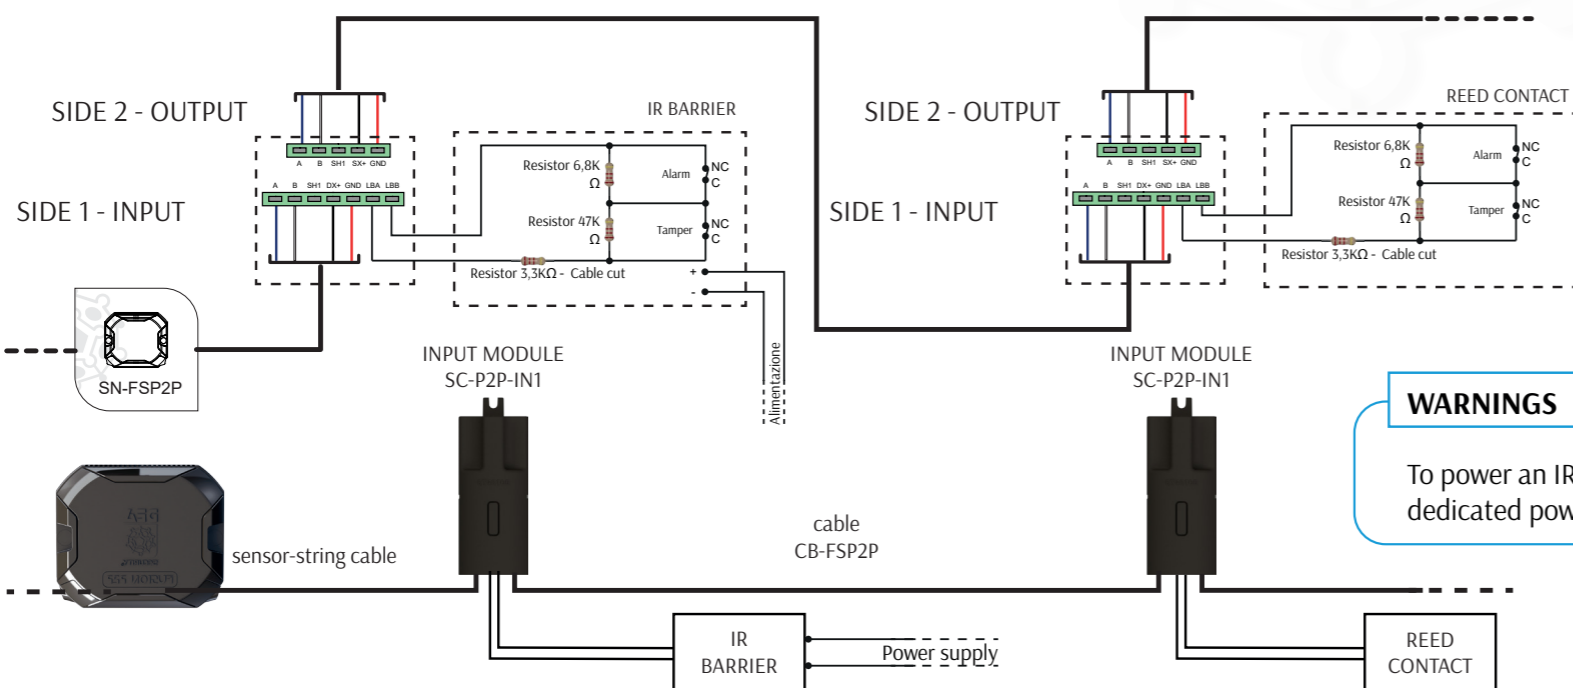 SIDE 2 - OUTPUT
A B SH1 SX+ GND
A B SH1 DX+ GND LBA LBB
SIDE 1 - INPUT
IR BARRIER
Resistor 6,8K
Ω
Alarm
NC
C
Resistor 47K
Ω
Tamper
NC
C
Resistor 3,3KΩ - Cable cut
+
-
Alimentazione
SN-FSP2P
SIDE 2 - OUTPUT
A B SH1 SX+ GND
A B SH1 DX+ GND LBA LBB
SIDE 1 - INPUT
REED CONTACT
Resistor 6,8K
Ω
Alarm
NC
C
Resistor 47K
Ω
Tamper
NC
C
Resistor 3,3KΩ - Cable cut
INPUT MODULE
SC-P2P-IN1
INPUT MODULE
SC-P2P-IN1
WARNINGS
To power an IR
dedicated pow
sensor-string cable
cable
CB-FSP2P
IR
BARRIER
Power supply
REED
CONTACT